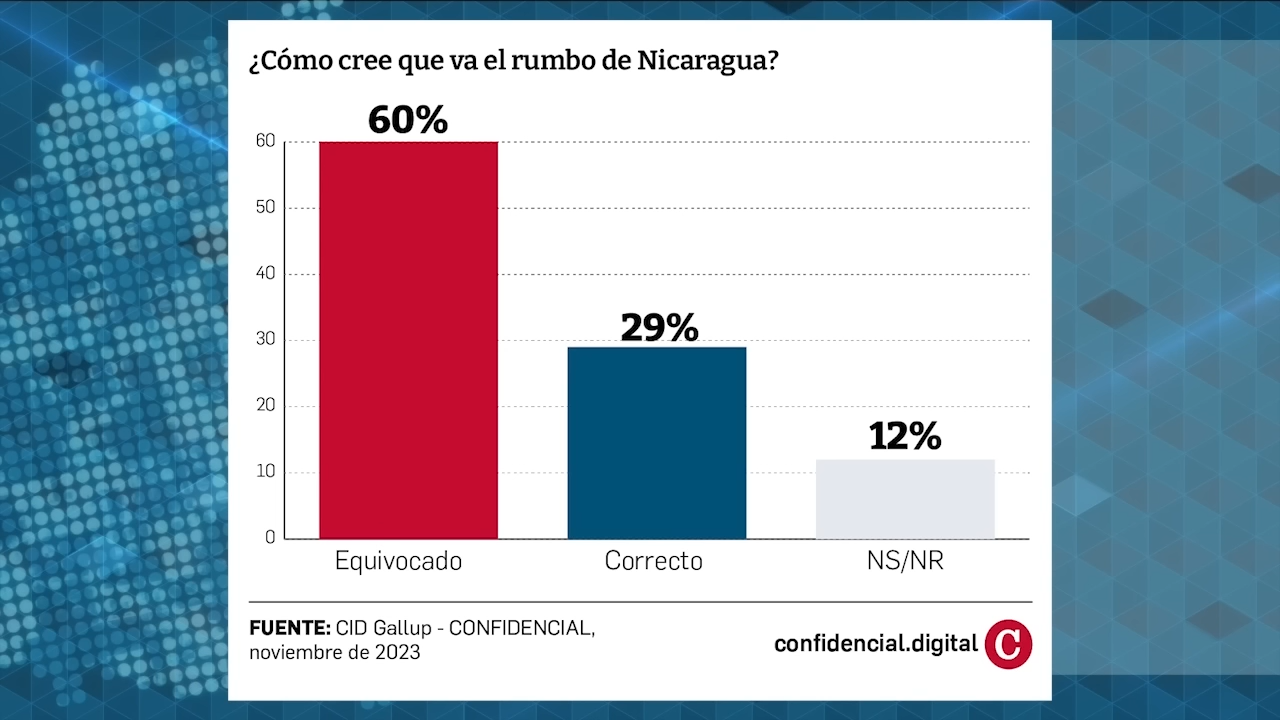 ¿Cómo cree que va el rumbo de Nicaragua?
60%
29%
12%
60
50
40
30
20
10
0
Equivocado
Correcto
NS/NR
FUENTE: CID Gallup - CONFIDENCIAL,
noviembre de 2023
confidencial.digital C